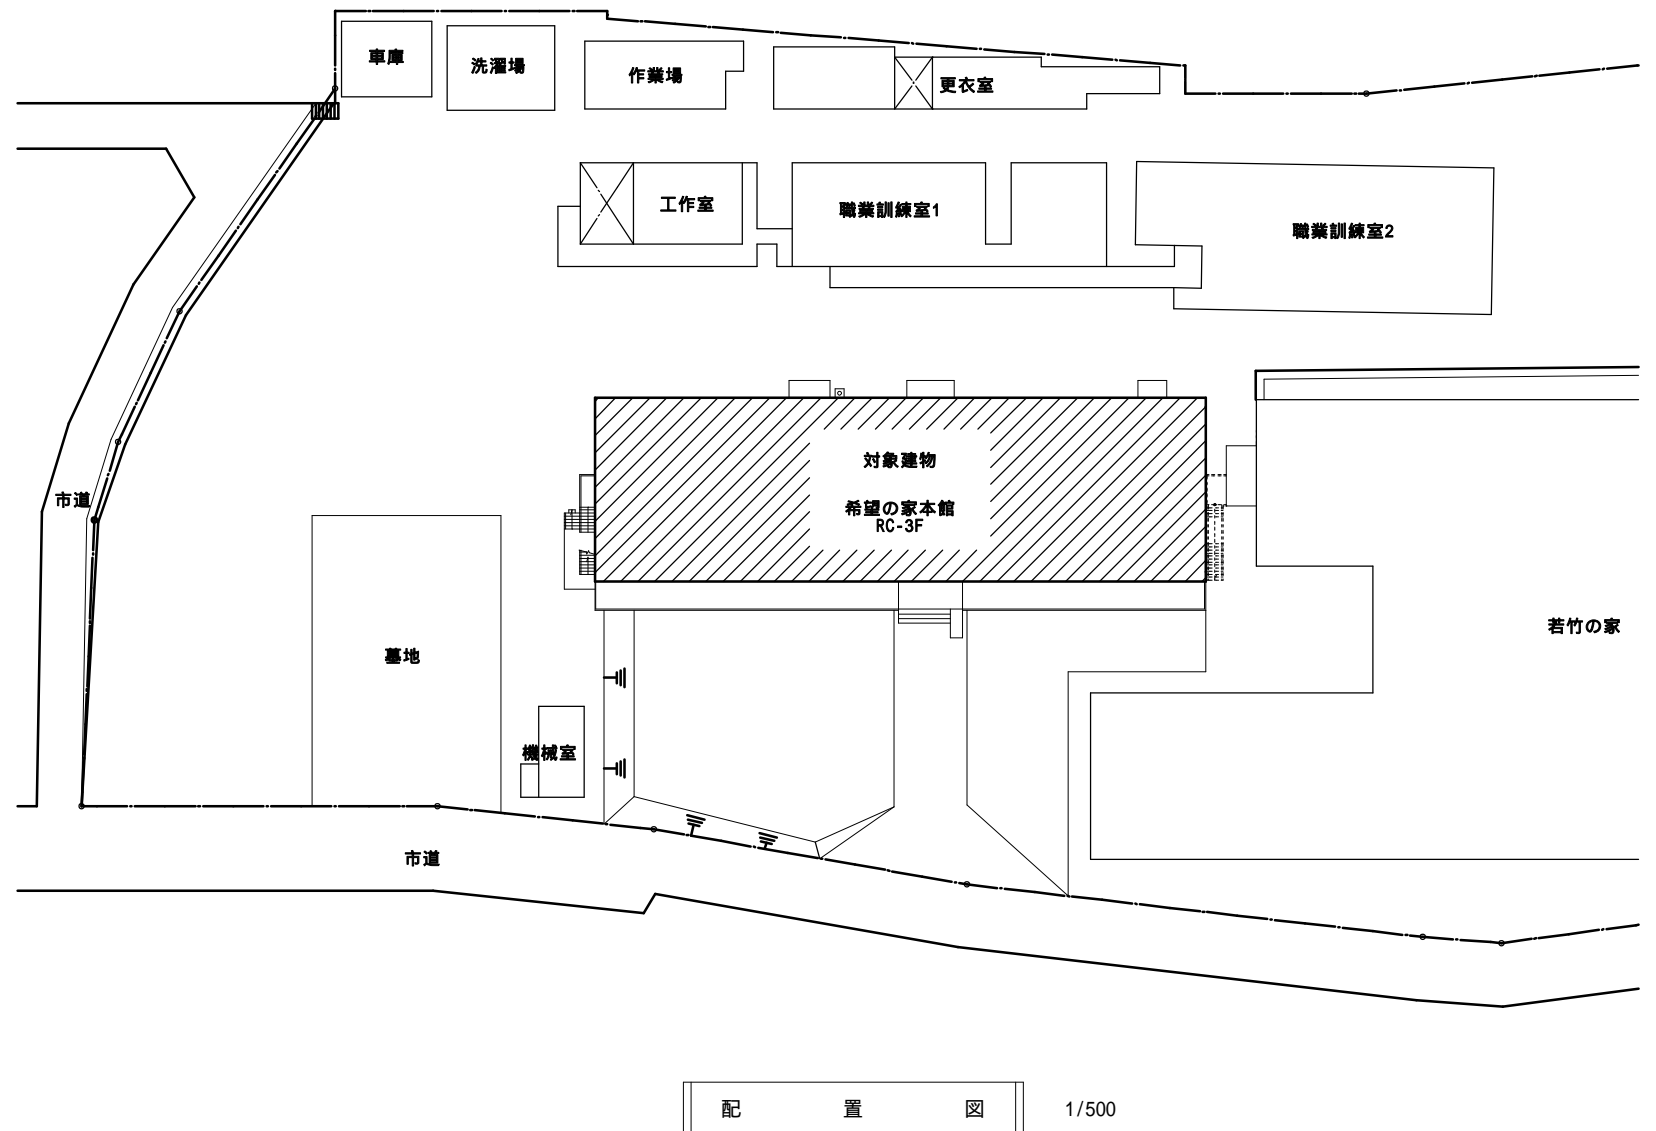 車庫
洗濯場
作業場
更衣室
工作室
職業訓練室1
職業訓練室2
対象建物
希望の家本館
RC-3F
市道
若竹の家
墓地
機械室
市道
配置図 1/500